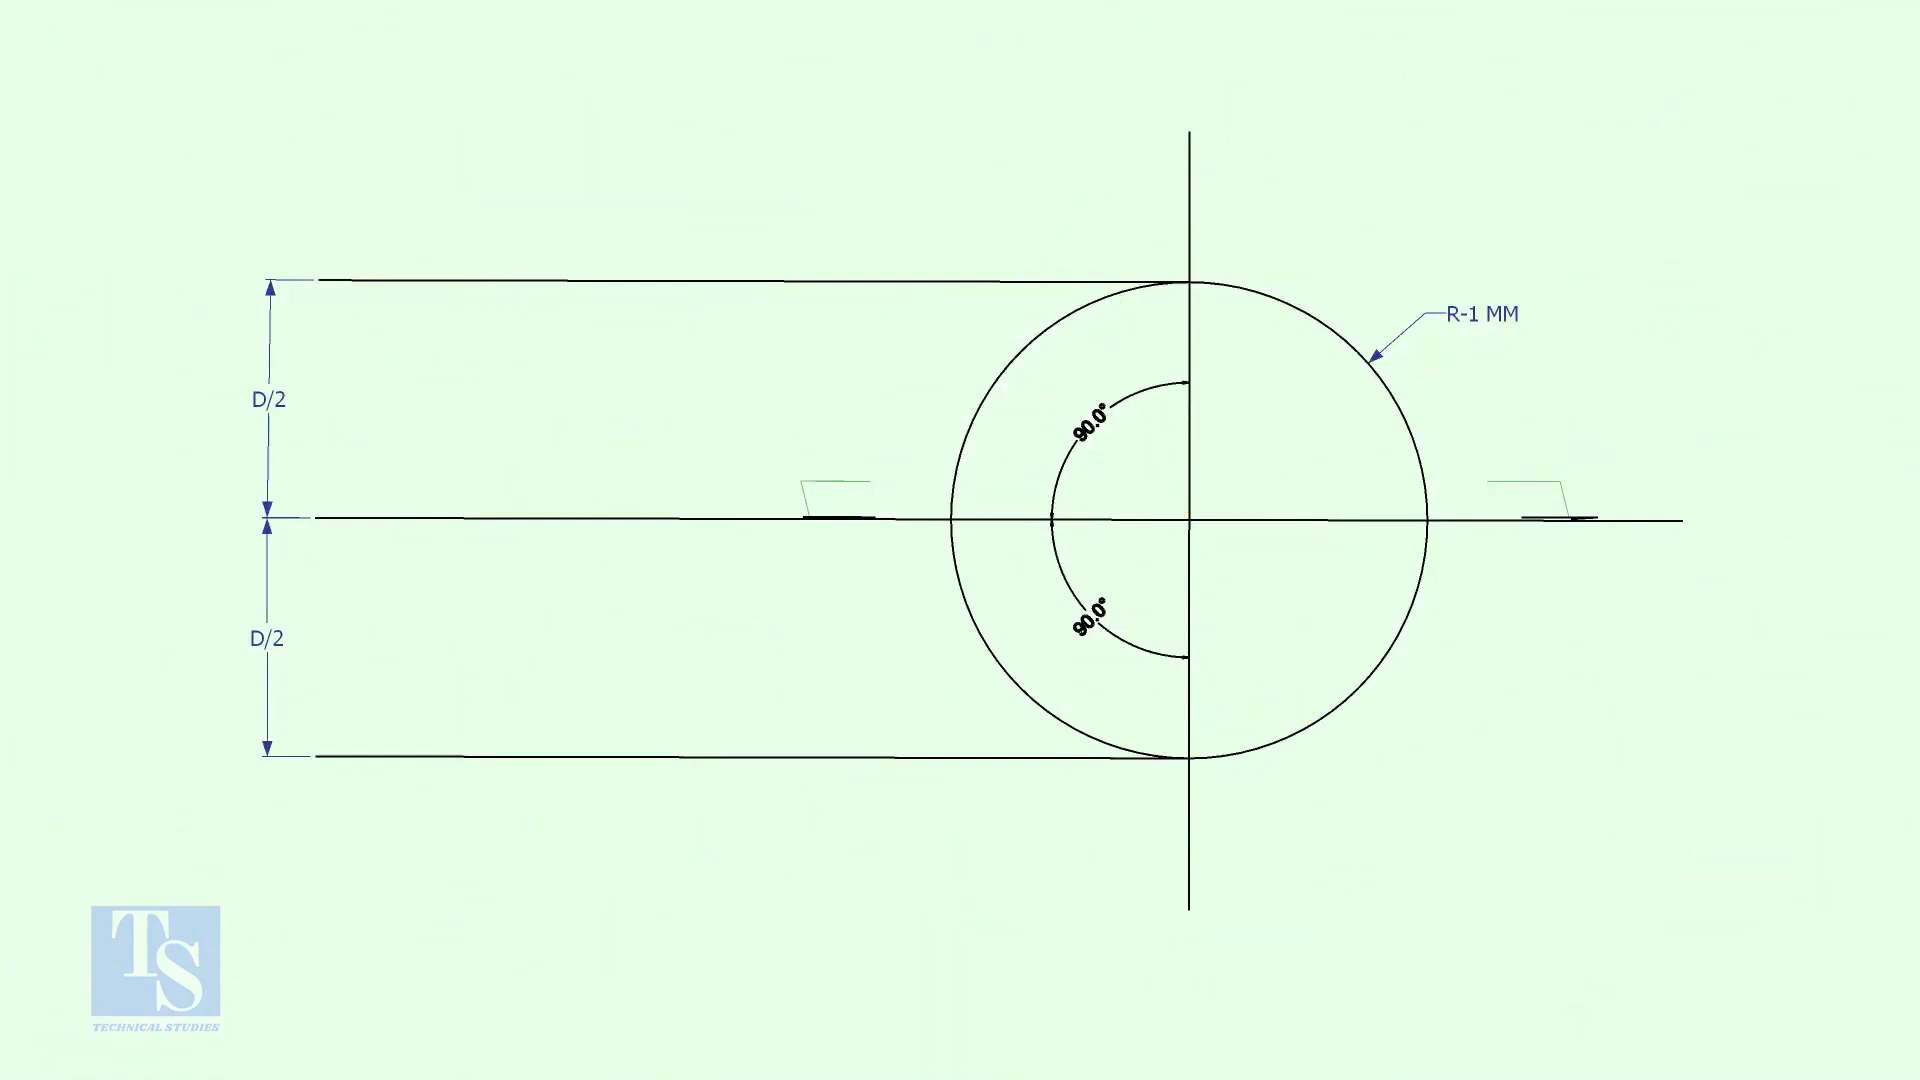 R-1 MM
D/2
90.0°
90.0°
D/2
TS
TECHNICAL STUDIES